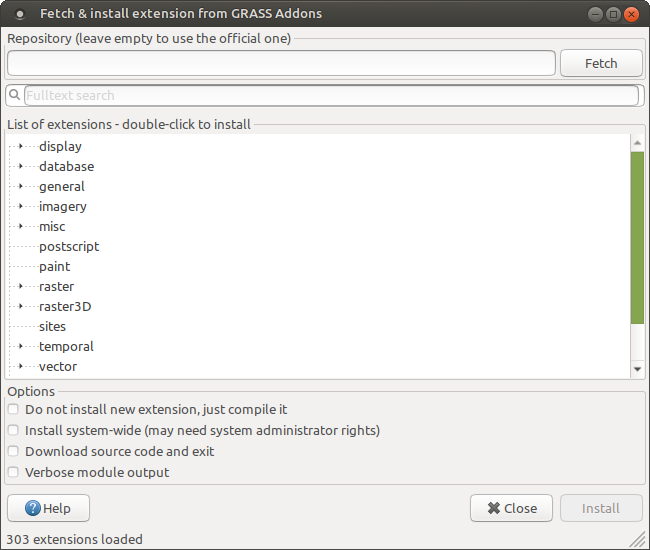 Fetch & install extension from GRASS Addons
Repository (leave empty to use the official one)
Fetch
Fulltext search
List of extensions - double-click to install
display
database
general
imagery
misc
postscript
paint
raster
raster3D
sites
temporal
vector
Options
Do not install new extension, just compile it
Install system-wide (may need system administrator rights)
Download source code and exit
Verbose module output
Help
Close
Install
303 extensions loaded